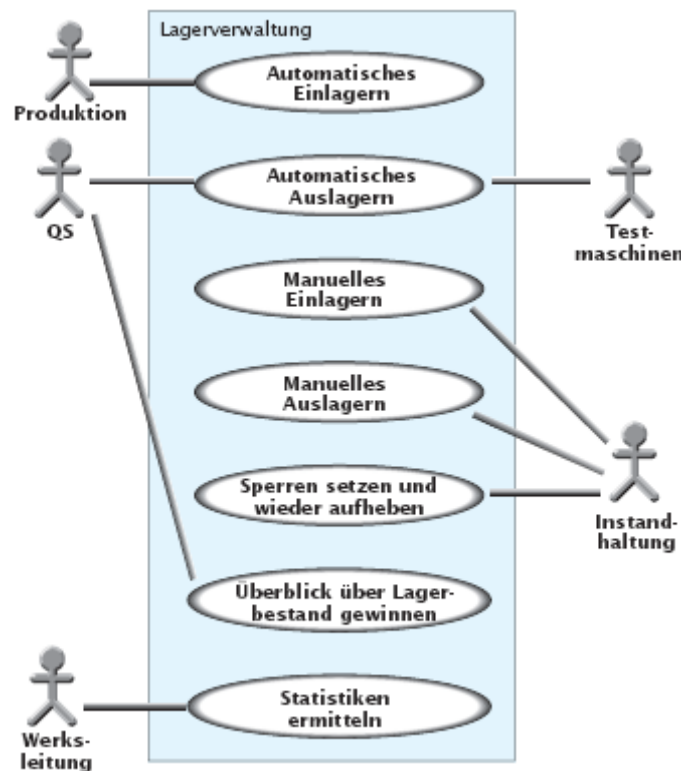 Lagerverwaltung
Automatisches
Einlagern
Produktion
Automatisches
Auslagern
QS
Test-
maschinen
Manuelles
Einlagern
Manuelles
Auslagern
Sperren setzen und
wieder aufheben
Instand-
haltung
Überblick über Lager-
bestand gewinnen
Statistiken
ermitteln
Werks-
leitung